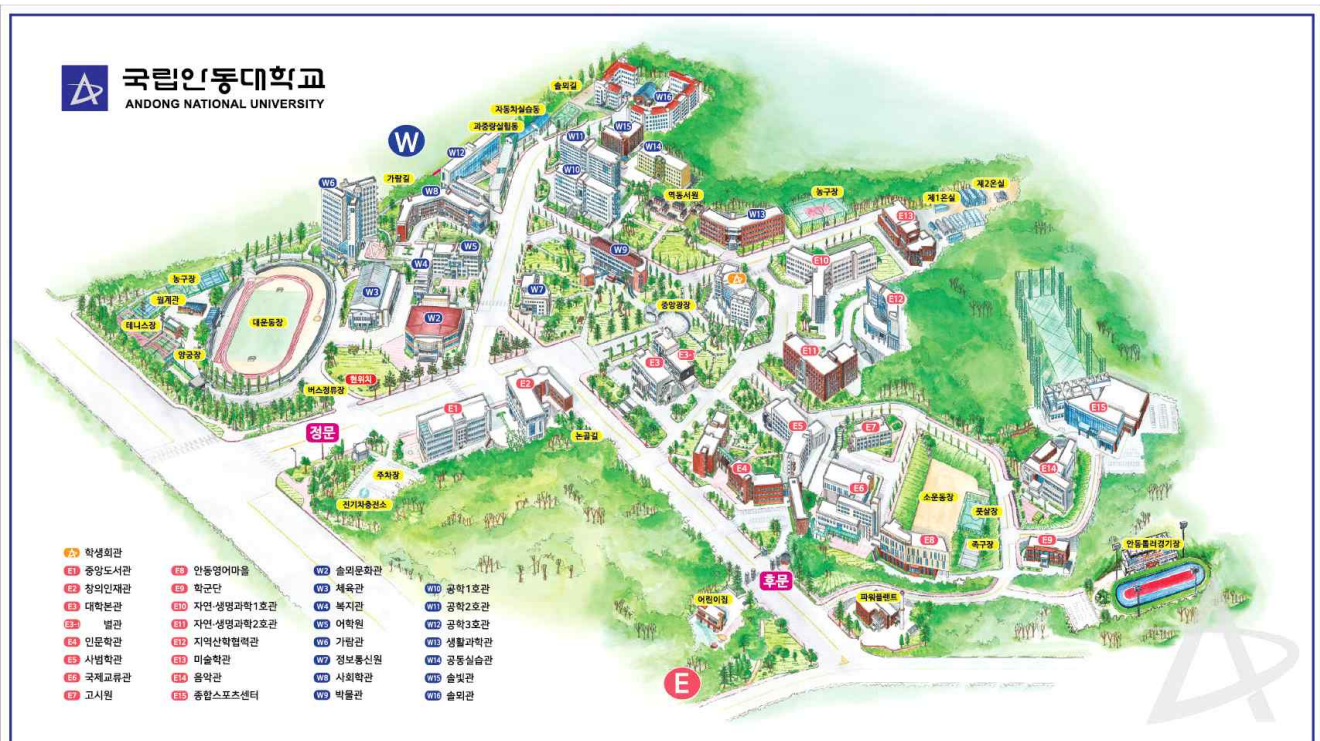 국립안동대학교
ANDONG NATIONAL UNIVERSITY
W
솔뫼길
자동차실습동
과중량실험동
W16
W15
W11
W14
W12
W10
가람길
W6
W8
역동서원
농구장
제1온실
제2온실
W13
E13
W5
W9
W4
E10
농구장
W3
W7
E12
월계관
중앙광장
테니스장
대운동장
W2
양궁장
E3
E3-1
E11
버스정류장
현위치
E2
E1
E15
정문
논골길
E5
E7
주차장
E4
E14
전기차충전소
E6
소운동장
풋살장
E8
족구장
E9
안동롤러경기장
후문
어린이집
파워플랜트
E
학생회관
E1 중앙도서관
E2 창의인재관
E3 대학본관
E3-1 별관
E4 인문학관
E5 사범학관
E6 국제교류관
E7 고시원
E8 안동영어마을
E9 학군단
E10 자연·생명과학1호관
E11 자연·생명과학2호관
E12 지역산학협력관
E13 미술학관
E14 음악관
E15 종합스포츠센터
W2 솔뫼문화관
W3 체육관
W4 복지관
W5 어학원
W6 가람관
W7 정보통신원
W8 사회학관
W9 박물관
W10 공학1호관
W11 공학2호관
W12 공학3호관
W13 생활과학관
W14 공동실습관
W15 솔빛관
W16 솔뫼관